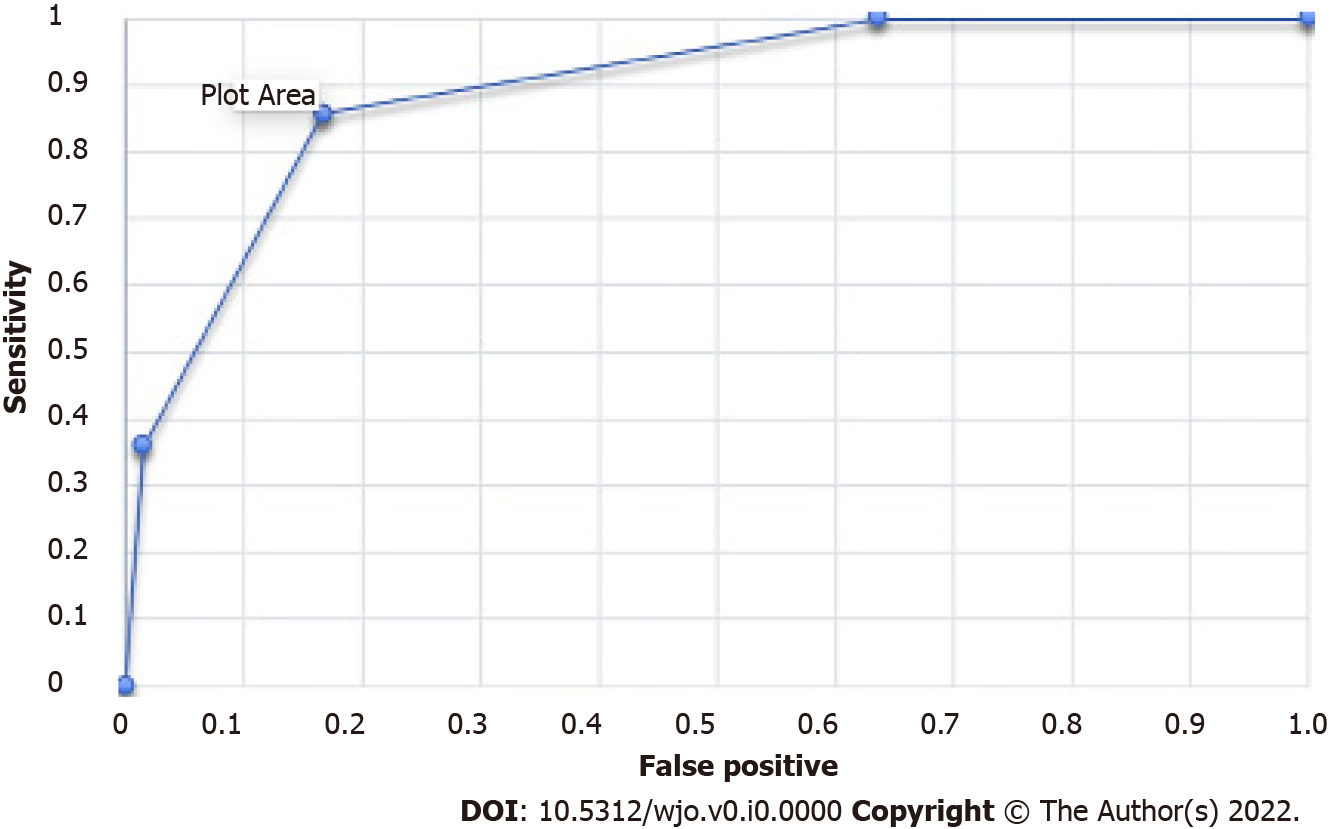 1
0.9
Plot Area
0.8
0.7
0.6
0.5
0.4
0.3
0.2
0.1
0
Sensitivity
0 0.1 0.2 0.3 0.4 0.5 0.6 0.7 0.8 0.9 1.0
False positive
DOI: 10.5312/wjo.v0.i0.0000 Copyright © The Author(s) 2022.